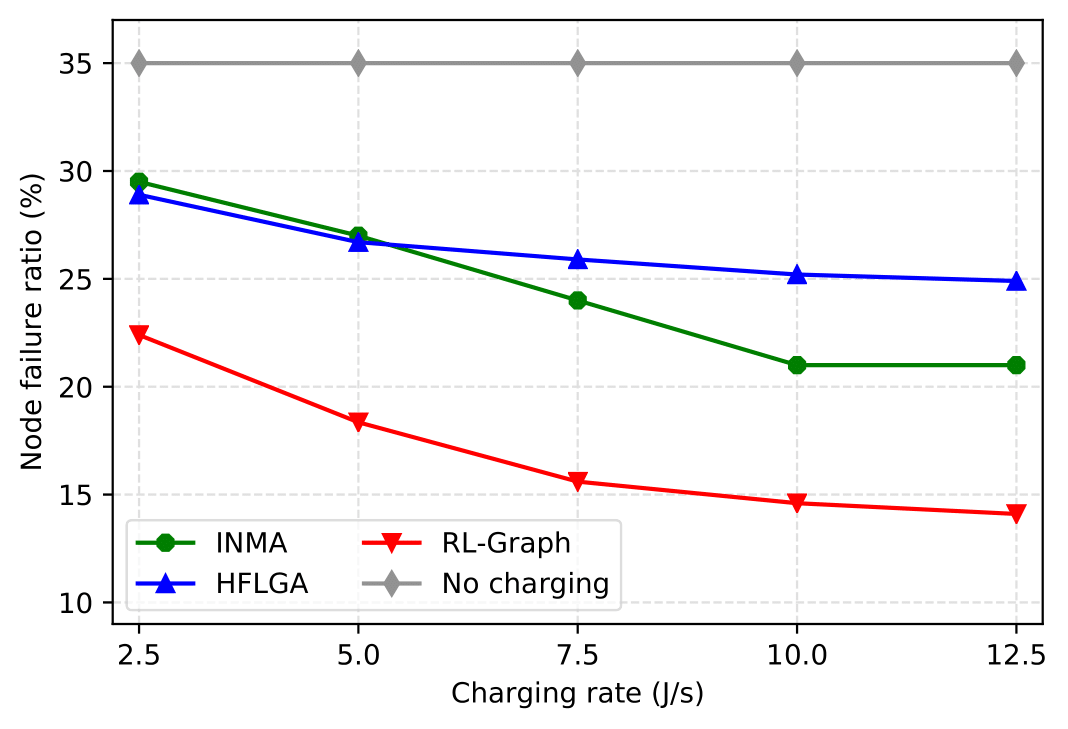 35
30
25
20
15
10
Node failure ratio (%)
INMA
HFLGA
RL-Graph
No charging
2.5 5.0 7.5 10.0 12.5
Charging rate (J/s)